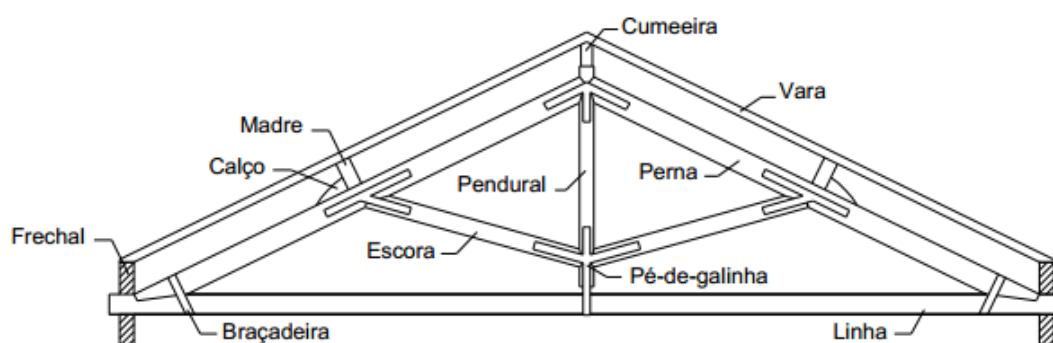 Cumeeira
Vara
Madre
Calço
Pendural
Perna
Frechal
Escora
Pé-de-galinha
Braçadeira
Linha